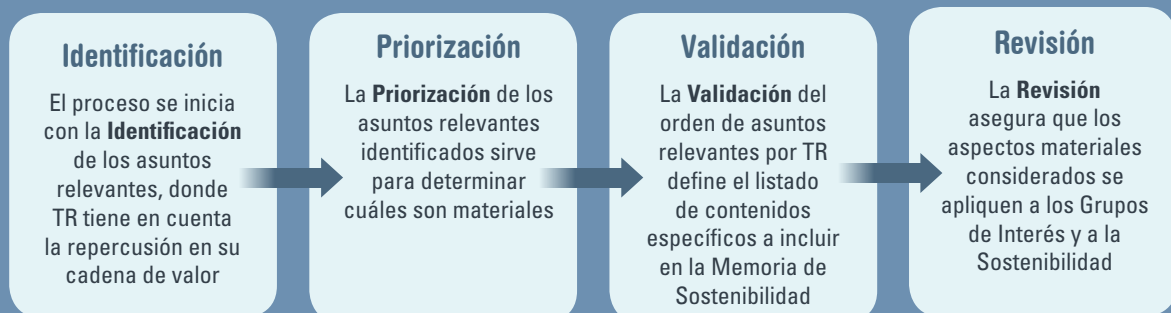 Identificación
El proceso se inicia
con la Identificación
de los asuntos
relevantes, donde
TR tiene en cuenta
la repercusión en su
cadena de valor
Priorización
La Priorización de los
asuntos relevantes
identificados sirve
para determinar
cuáles son materiales
Validación
La Validación del
orden de asuntos
relevantes por TR
define el listado
de contenidos
específicos a incluir
en la Memoria de
Sostenibilidad
Revisión
La Revisión
asegura que los
aspectos materiales
considerados se
apliquen a los Grupos
de Interés y a la
Sostenibilidad